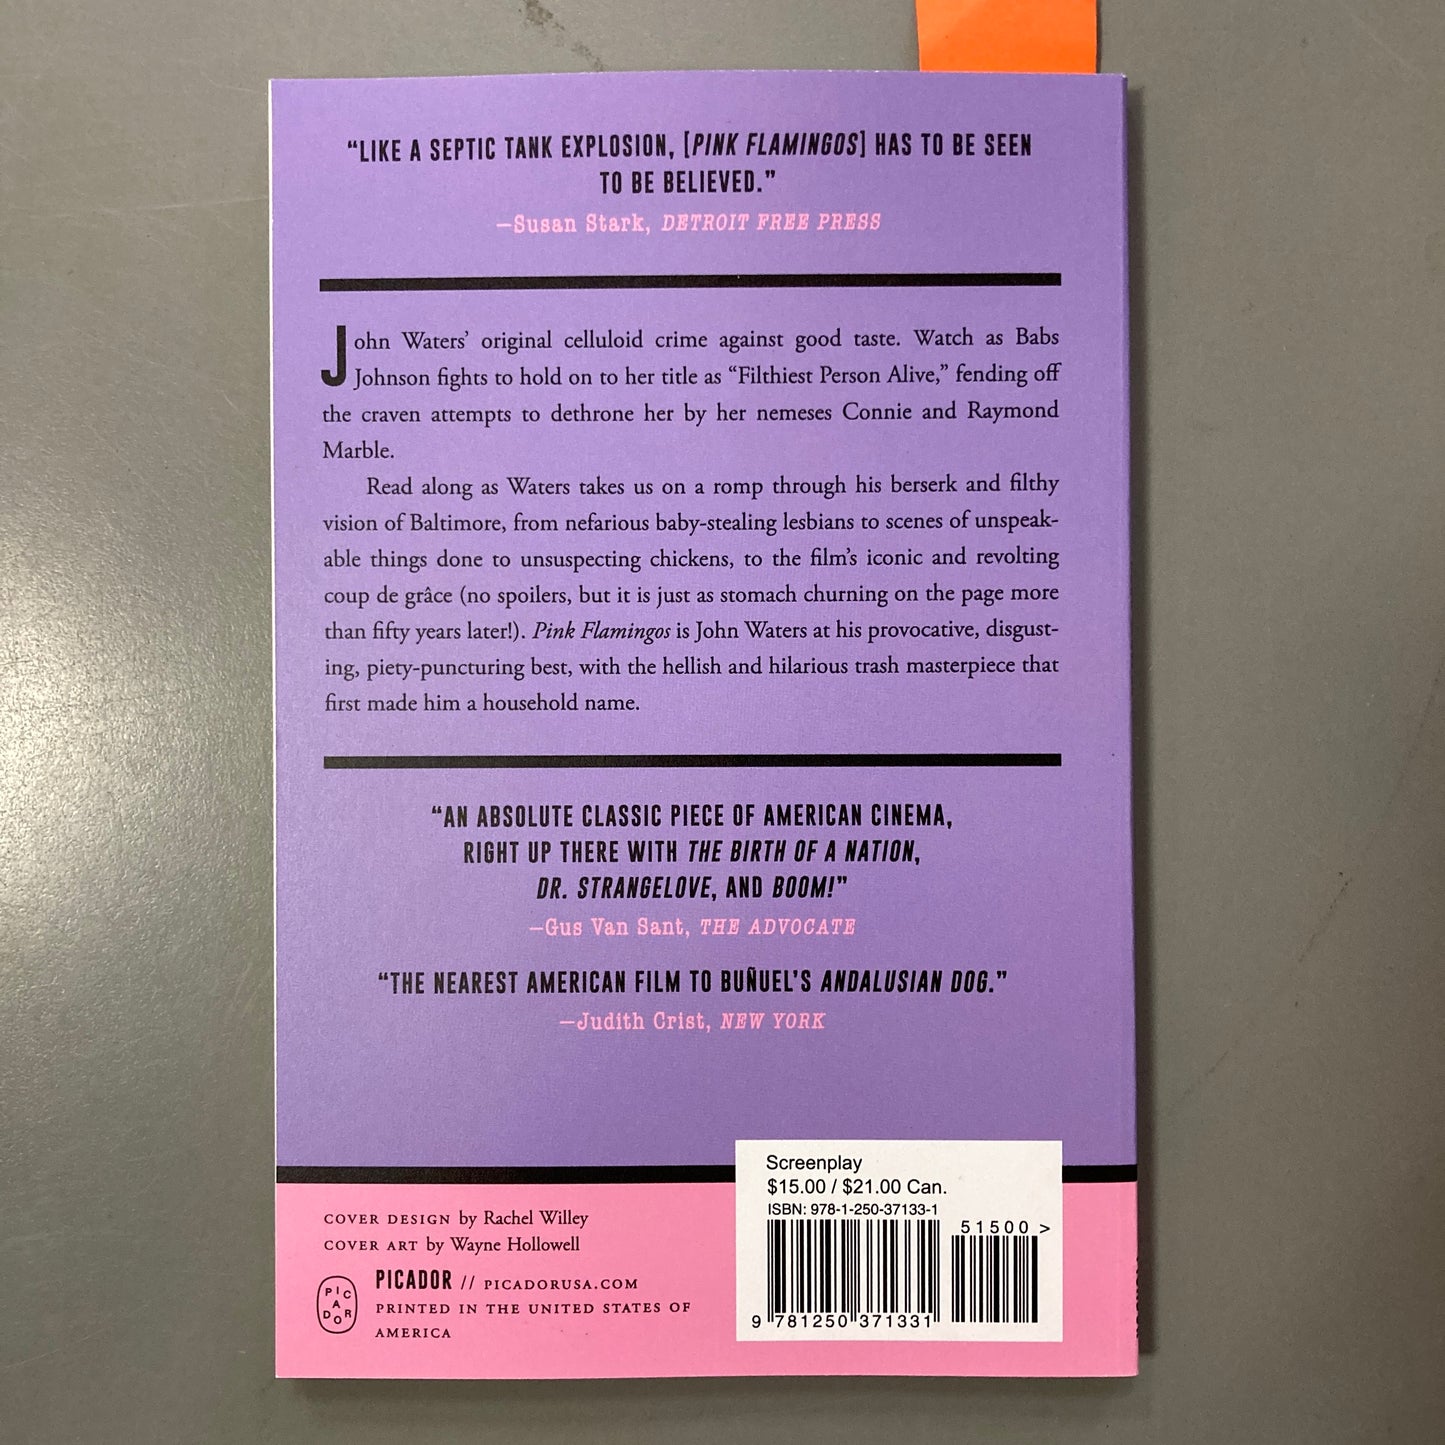 “LIKE A SEPTIC TANK EXPLOSION, [PINK FLAMINGOS] HAS TO BE SEEN
TO BE BELIEVED.”
—Susan Stark, DETROIT FREE PRESS
John Waters’ original celluloid crime against good taste. Watch as Babs
Johnson fights to hold on to her title as “Filthiest Person Alive,” fending off
the craven attempts to dethrone her by her nemeses Connie and Raymond
Marble.
Read along as Waters takes us on a romp through his berserk and filthy
vision of Baltimore, from nefarious baby-stealing lesbians to scenes of unspeak-
able things done to unsuspecting chickens, to the film’s iconic and revolting
coup de grâce (no spoilers, but it is just as stomach churning on the page more
than fifty years later!). Pink Flamingos is John Waters at his provocative, disgust-
ing, piety-puncturing best, with the hellish and hilarious trash masterpiece that
first made him a household name.
“AN ABSOLUTE CLASSIC PIECE OF AMERICAN CINEMA,
RIGHT UP THERE WITH THE BIRTH OF A NATION,
DR. STRANGELOVE, AND BOOM!”
—Gus Van Sant, THE ADVOCATE
“THE NEAREST AMERICAN FILM TO BUÑUEL’S ANDALUSIAN DOG.”
—Judith Crist, NEW YORK
COVER DESIGN by Rachel Willey
COVER ART by Wayne Hollowell
PICADOR // PICADORUSA.COM
PRINTED IN THE UNITED STATES OF
AMERICA
PIC
A
DOR
Screenplay
$15.00 / $21.00 Can.
ISBN: 978-1-250-37133-1
51500 >
9 781250 371331